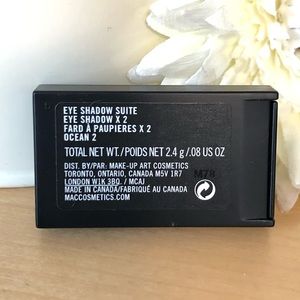 EYE SHADOW SUITE
EYE SHADOW X 2
FARD À PAUPIERES X 2
OCEAN 2
TOTAL NET WT./POIDS NET 2.4 g/.08 US OZ
DIST. BY/PAR: MAKE-UP ART COSMETICS
TORONTO, ONTARIO, CANADA M5V 1R7
LONDON W1K 3BQ. / MCAJ
MADE IN CANADA/FABRIQUÉ AU CANADA
MACCOSMETICS.COM
M78